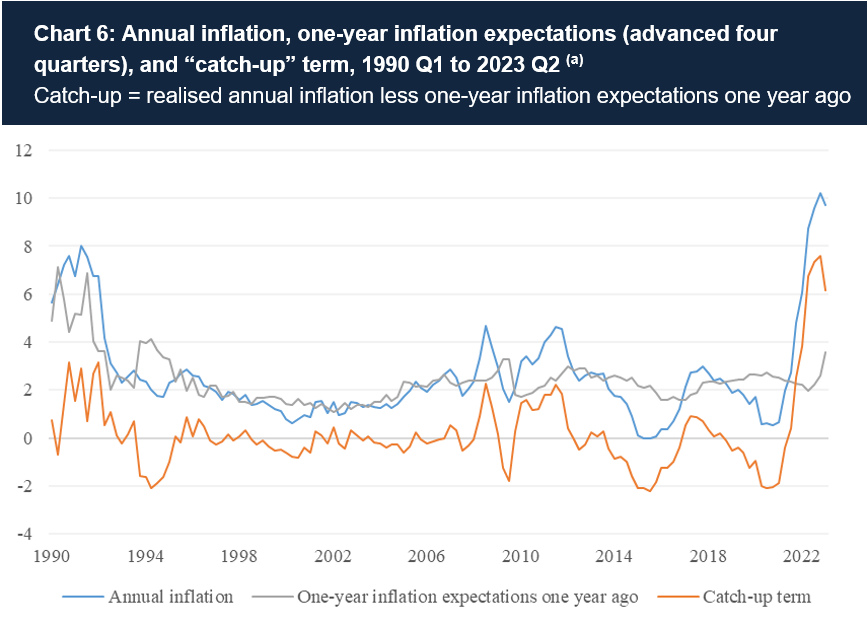 Chart 6: Annual inflation, one-year inflation expectations (advanced four
quarters), and “catch-up” term, 1990 Q1 to 2023 Q2 (a)
Catch-up = realised annual inflation less one-year inflation expectations one year ago
12
10
8
6
4
2
0
-2
-4
1990 1994 1998 2002 2006 2010 2014 2018 2022
Annual inflation One-year inflation expectations one year ago Catch-up term